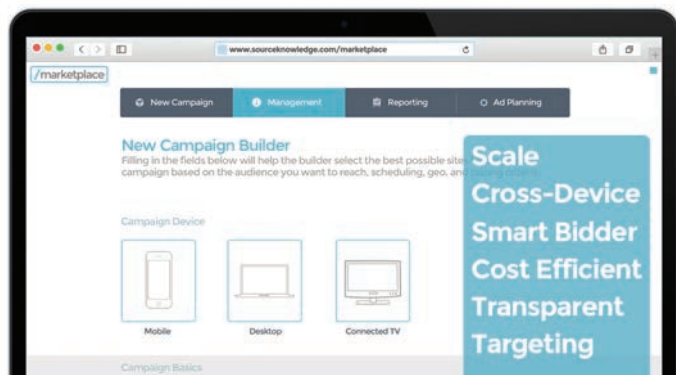 www.sourceknowledge.com/marketplace
/marketplace
New Campaign
Management
Reporting
Ad Planning
New Campaign Builder
Filling in the fields below will help the builder select the best possible
campaign based on the audience you want to reach, scheduling, geo, and
Campaign Device
Mobile
Desktop
Connected TV
Campaign Basics
Scale
Cross-Device
Smart Bidder
Cost Efficient
Transparent
Targeting